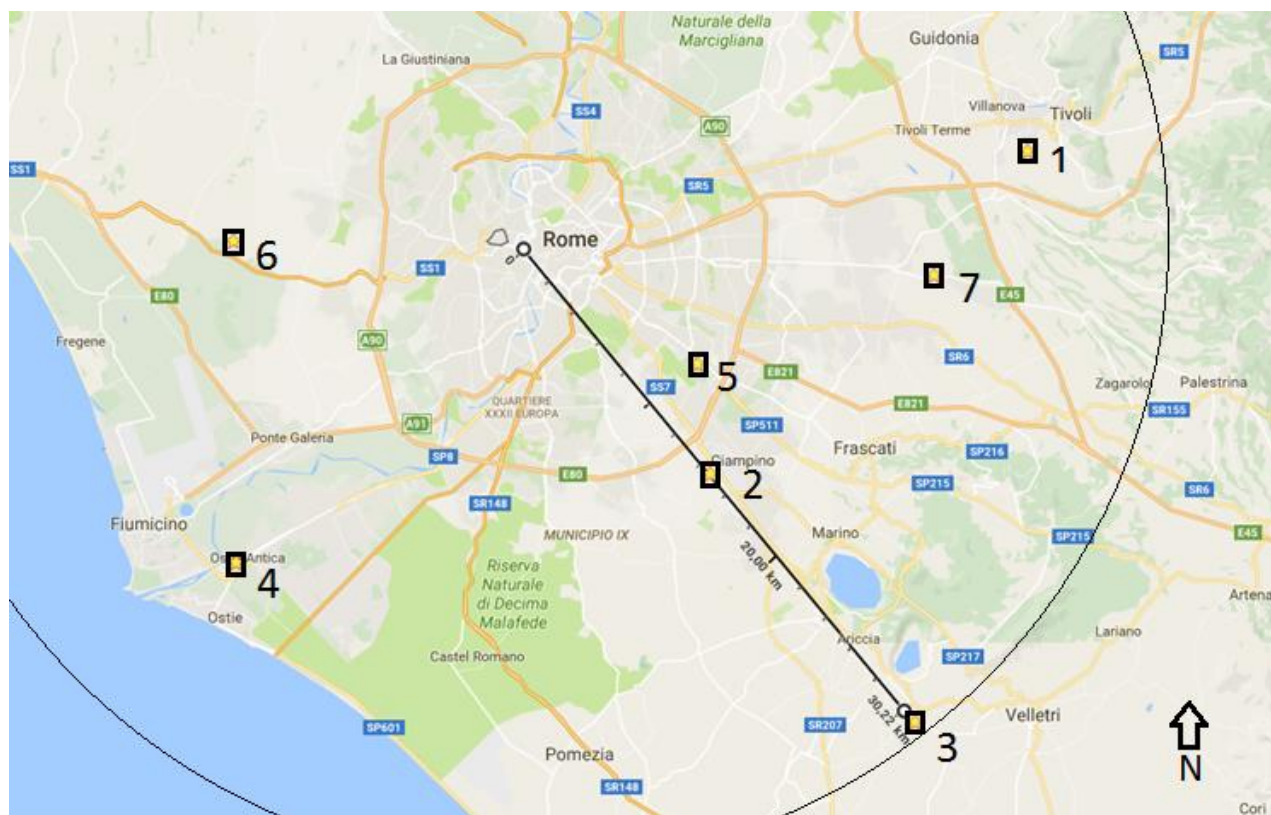 Naturale della
Marcigliana
Guidonia
SR5
La Giustiniana
Villanova
Tivoli
SS4
A90
Tivoli Terme
1
SS1
SR5
Rome
6
SS1
0
7
E80
E45
Fregene
A90
SR6
5
E821
SS7
Zagarolo
Palestrina
QUARTIERE
XXXII EUROPA
E821
SR155
A91
SP511
Ponte Galeria
Frascati
SP8
SP216
Ciampino
E80
2
SP215
SR6
SR148
Fiumicino
MUNICIPIO IX
Marino
SP215
E45
20,00 km
Ostia Antica
4
Riserva
Naturale
di Decima
Malafede
Artena
Ostie
Lariano
Ariccia
Castel Romano
SP217
30,22 km
Velletri
SP601
SR207
3
Pomezia
N
SR148
Cori